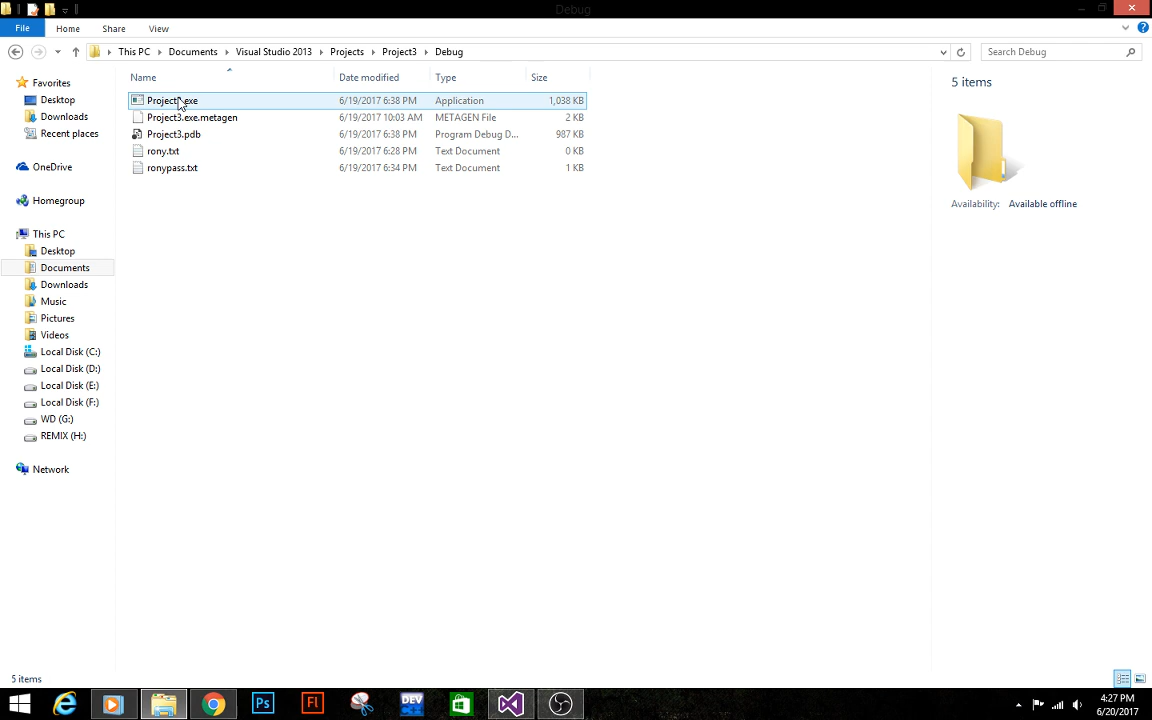 Debug
File Home Share View
This PC Documents Visual Studio 2013 Projects Project3 Debug Search Debug
Name Date modified Type Size
Project3.exe 6/19/2017 6:38 PM Application 1,038 KB
Project3.exe.metagen 6/19/2017 10:03 AM METAGEN File 2 KB
Project3.pdb 6/19/2017 6:38 PM Program Debug D... 987 KB
rony.txt 6/19/2017 6:28 PM Text Document 0 KB
ronypass.txt 6/19/2017 6:34 PM Text Document 1 KB
Favorites
Desktop
Downloads
Recent places
OneDrive
Homegroup
This PC
Desktop
Documents
Downloads
Music
Pictures
Videos
Local Disk (C:)
Local Disk (D:)
Local Disk (E:)
Local Disk (F:)
WD (G:)
REMIX (H:)
Network
5 items
Availability: Available offline
5 items
Ps Fl DEV
4:27 PM
6/20/2017